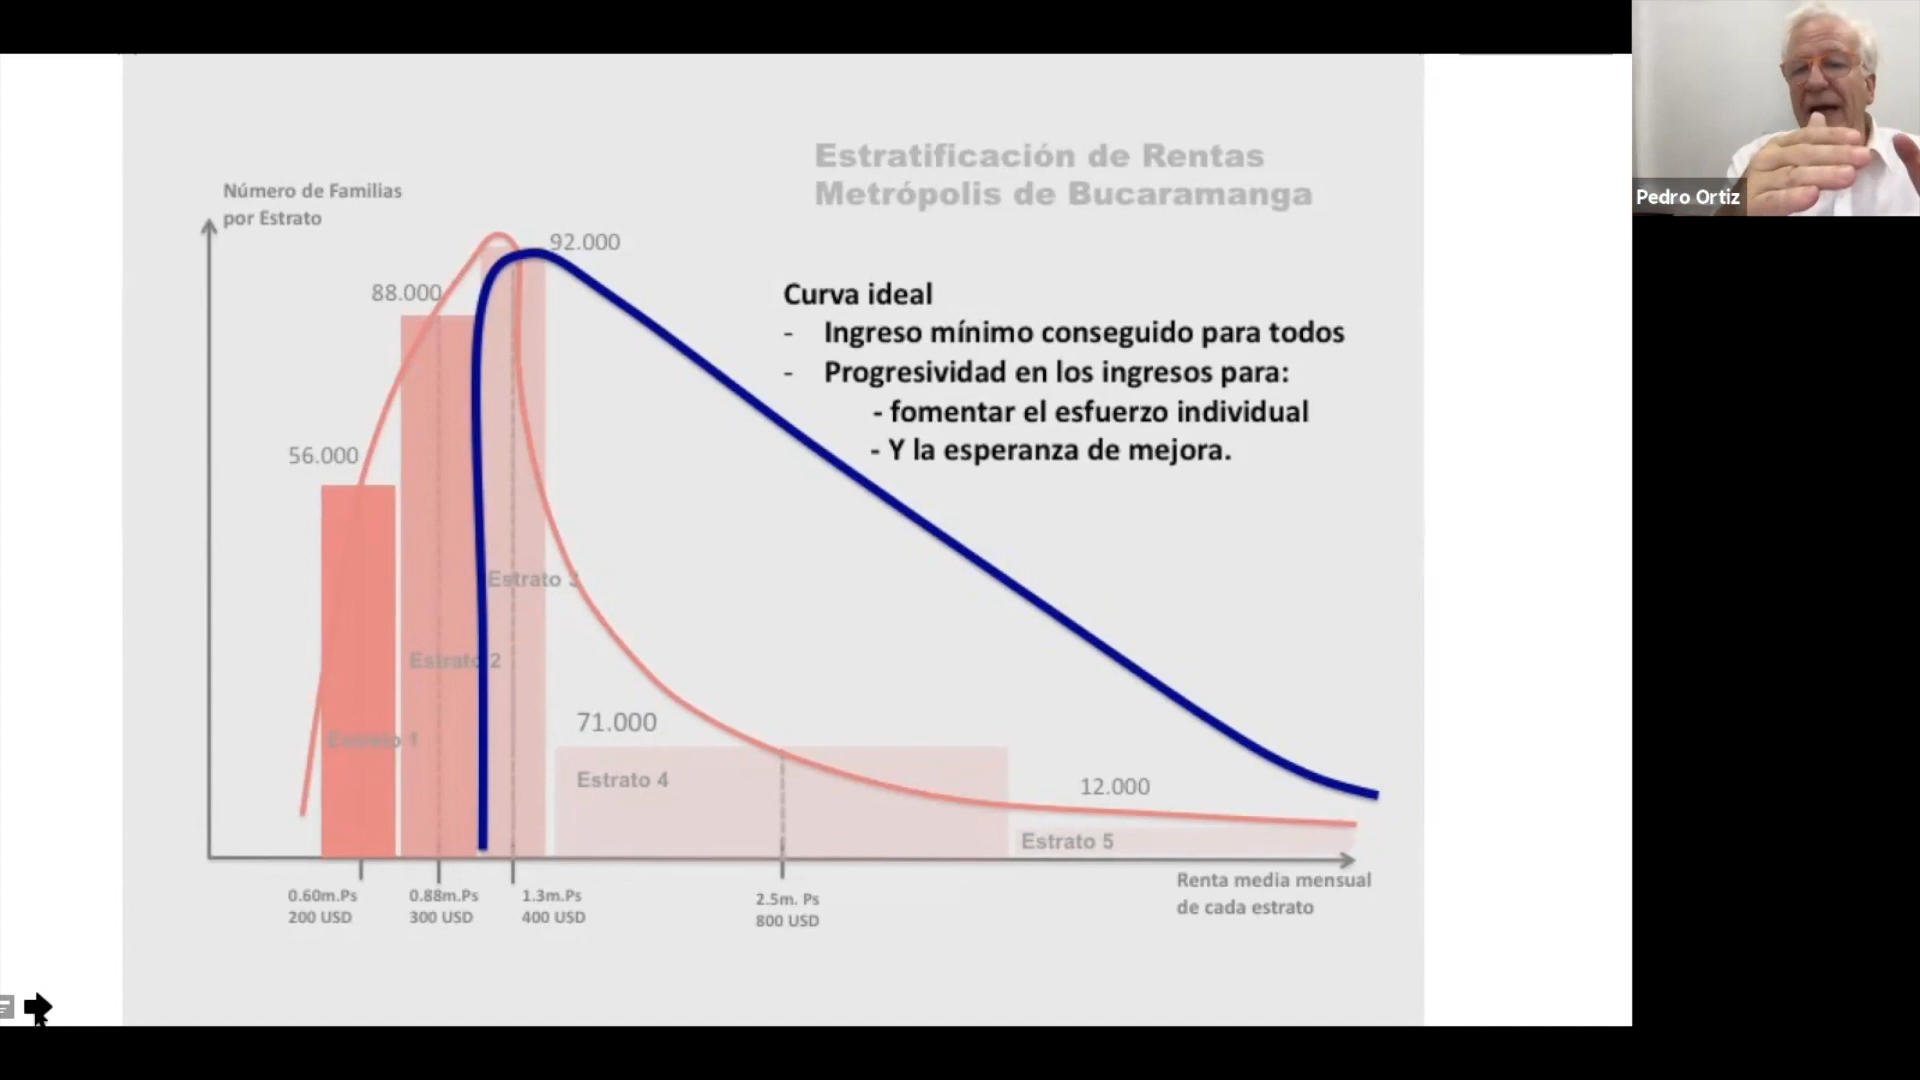 Estratificación de Rentas
Metrópolis de Bucaramanga
Número de Familias
por Estrato
92.000
88.000
Curva ideal
- Ingreso mínimo conseguido para todos
- Progresividad en los ingresos para:
- fomentar el esfuerzo individual
- Y la esperanza de mejora.
56.000
Estrato 3
Estrato 2
Estrato 1
71.000
Estrato 4
12.000
Estrato 5
0.60m.Ps
200 USD
0.88m.Ps
300 USD
1.3m.Ps
400 USD
2.5m. Ps
800 USD
Renta media mensual
de cada estrato
Pedro Ortiz